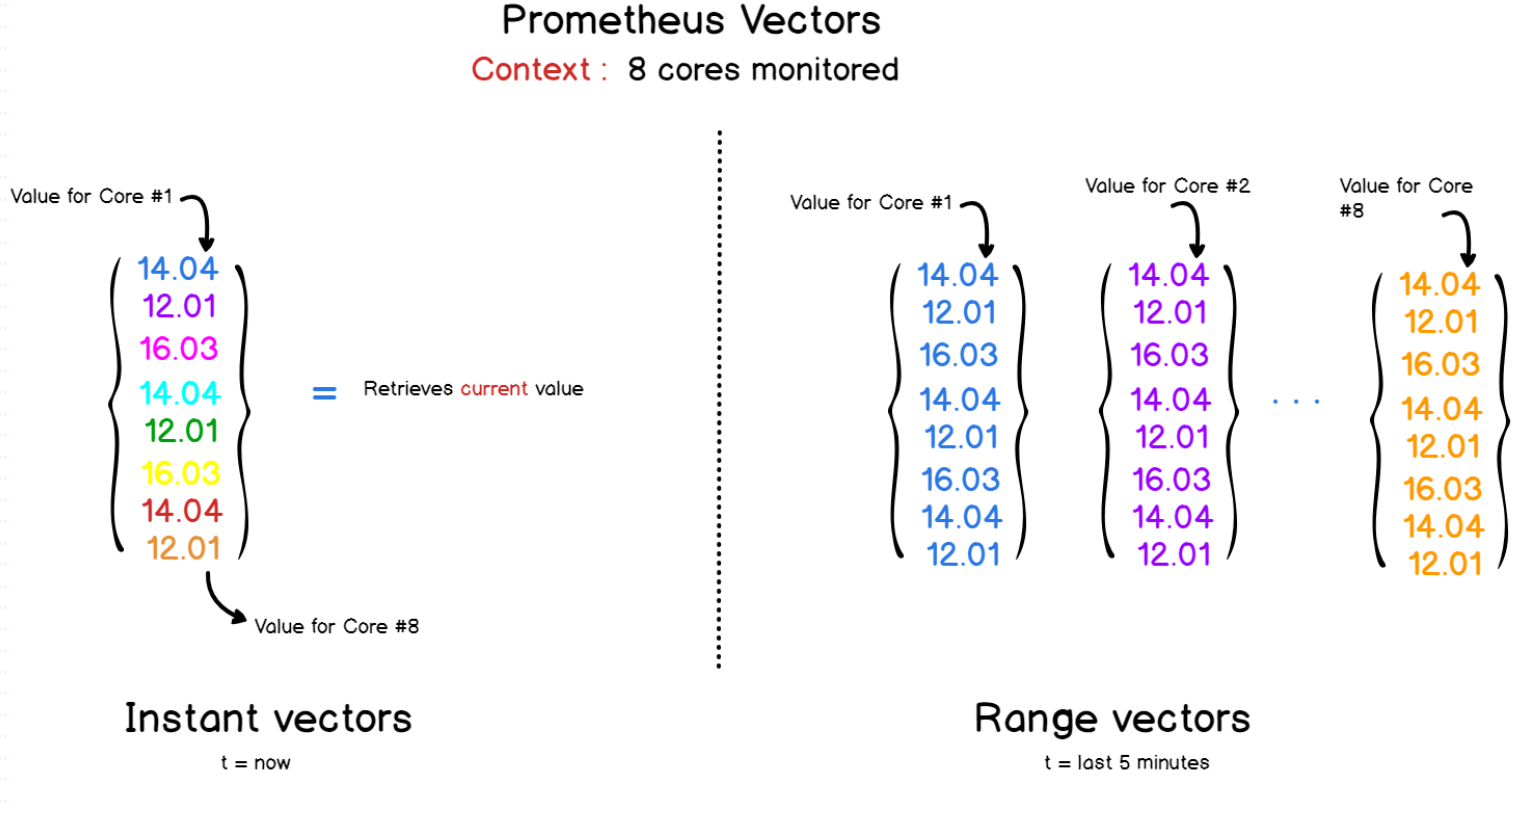 Prometheus Vectors
Context : 8 cores monitored
Value for Core #1
14.04
12.01
16.03
14.04
12.01
16.03
14.04
12.01
Value for Core #8
= Retrieves current value
Instant vectors
t = now
Value for Core #1
14.04
12.01
16.03
14.04
12.01
16.03
14.04
12.01
Value for Core #2
14.04
12.01
16.03
14.04
12.01
16.03
14.04
12.01
. . .
Value for Core
#8
14.04
12.01
16.03
14.04
12.01
16.03
14.04
12.01
Range vectors
t = last 5 minutes